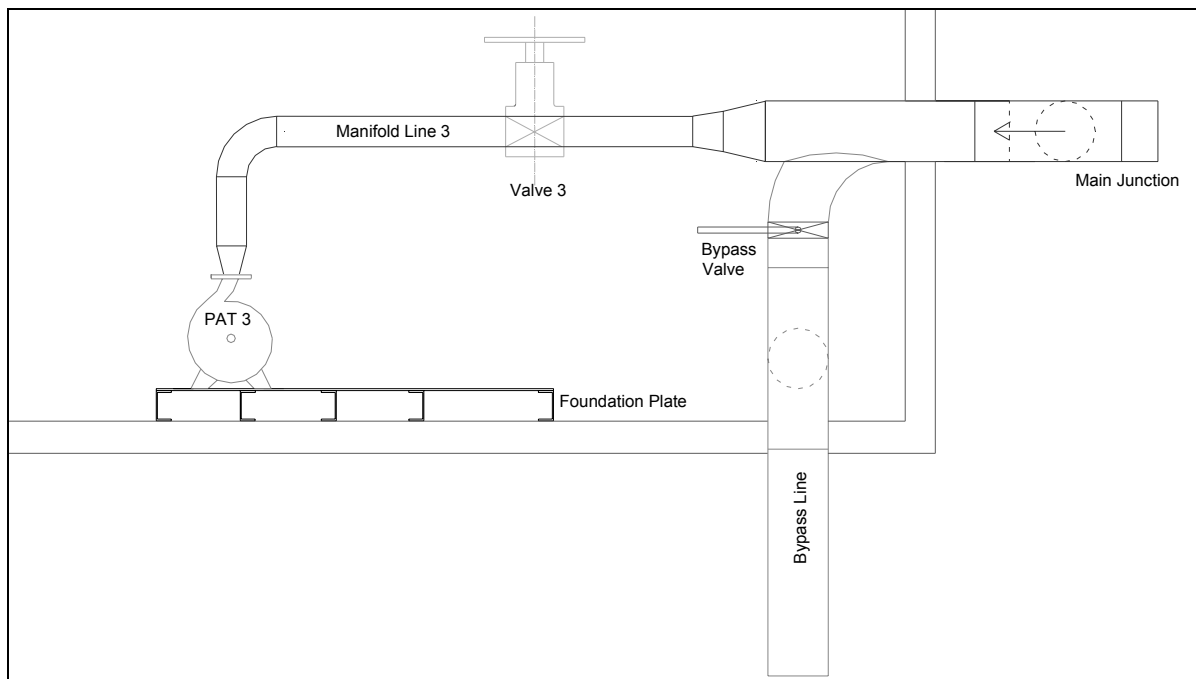 Manifold Line 3
Valve 3
Main Junction
Bypass
Valve
PAT 3
Foundation Plate
Bypass Line